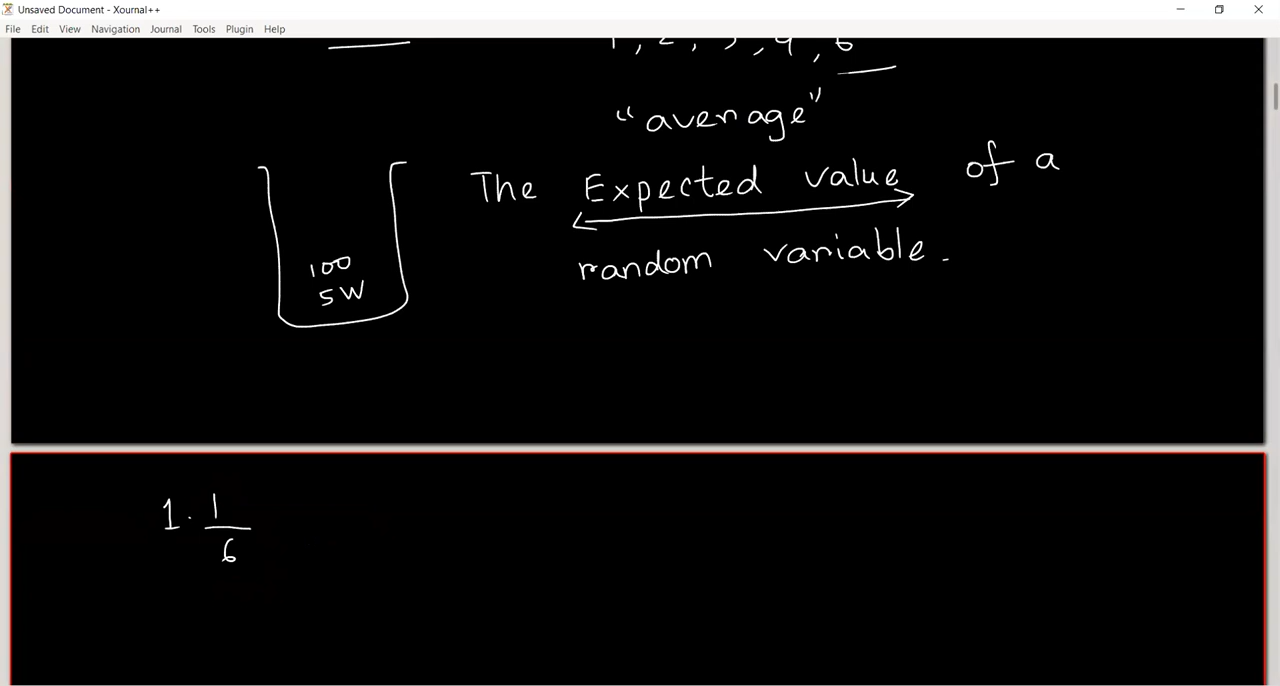 Unsaved Document - Xournal++
File Edit View Navigation Journal Tools Plugin Help
"average"
The Expected value of a
random variable.
100
5W
1 . 1/6